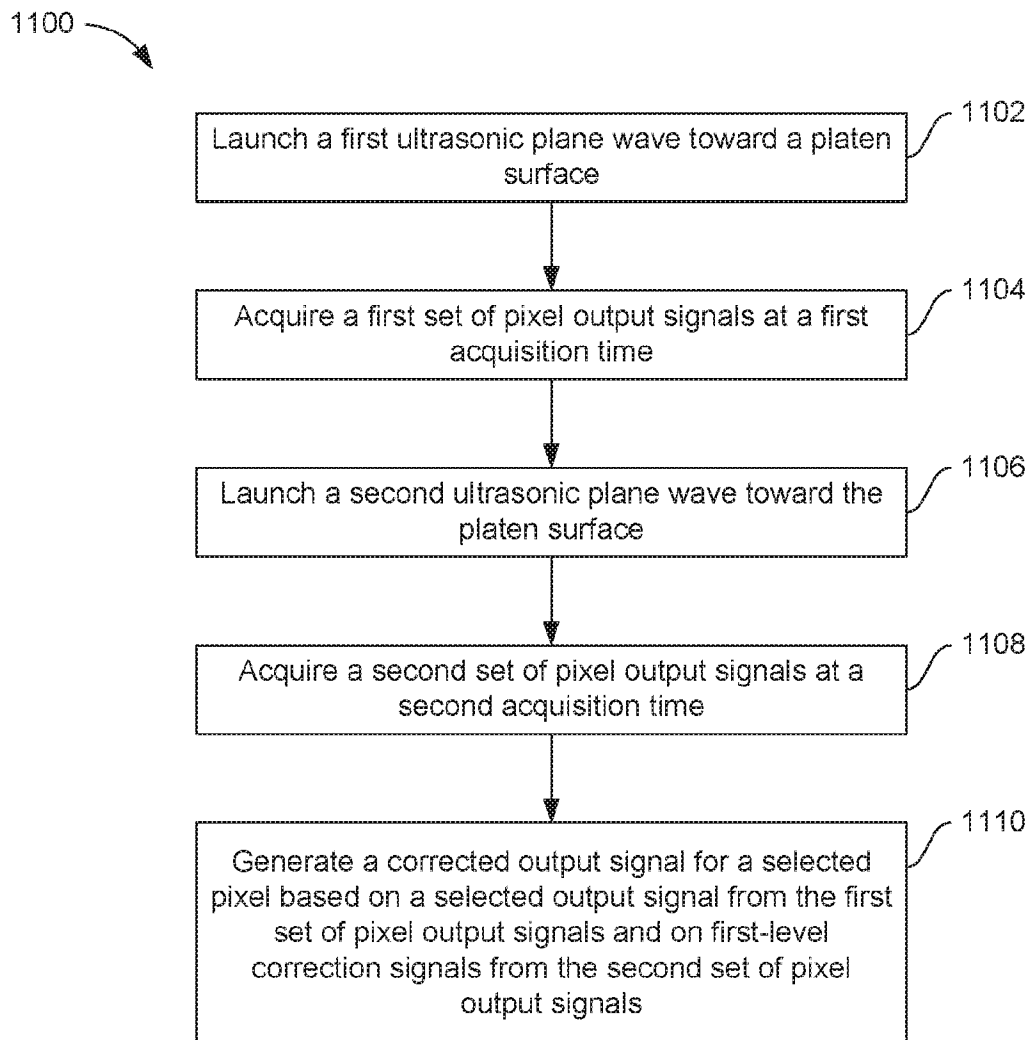 1100
1102
Launch a first ultrasonic plane wave toward a platen
surface
1104
Acquire a first set of pixel output signals at a first
acquisition time
1106
Launch a second ultrasonic plane wave toward the
platen surface
1108
Acquire a second set of pixel output signals at a
second acquisition time
1110
Generate a corrected output signal for a selected
pixel based on a selected output signal from the first
set of pixel output signals and on first-level
correction signals from the second set of pixel
output signals